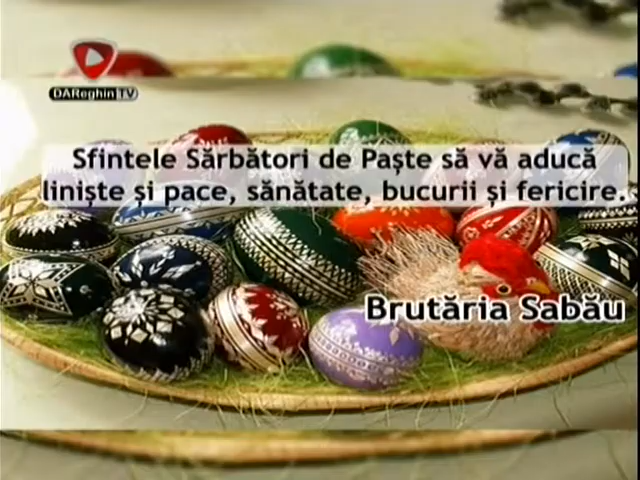 DAReghin TV
Sfintele Sărbători de Paște să vă aducă
liniște și pace, sănătate, bucurii și fericire.
Brutăria Sabău